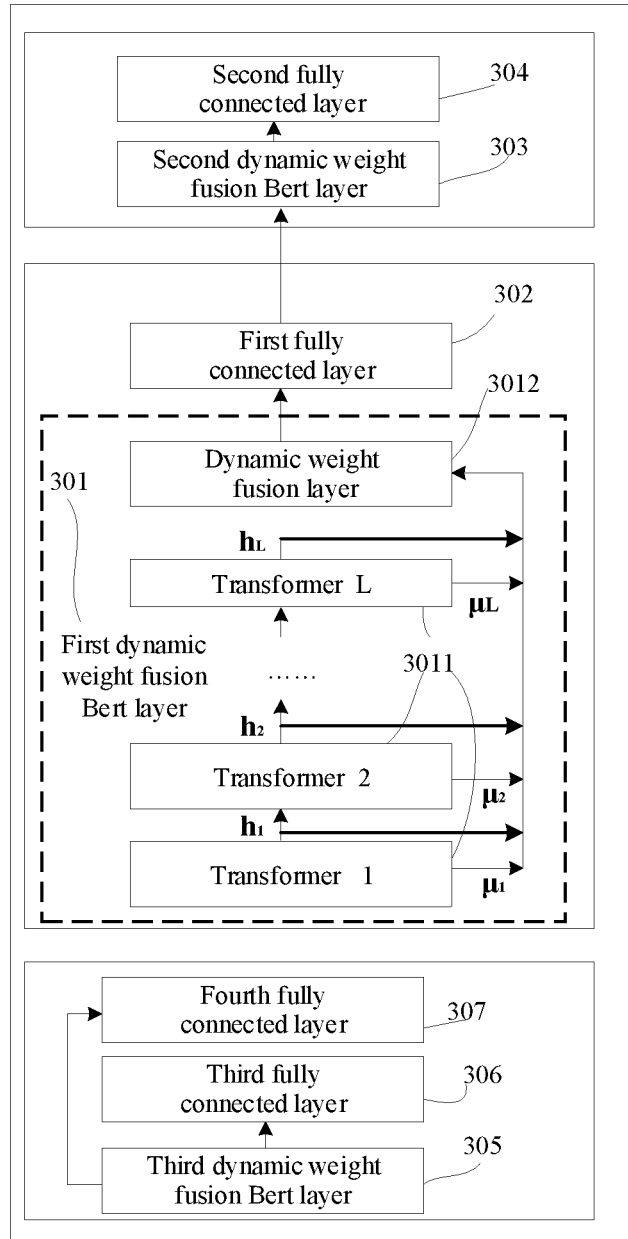 Second fully
connected layer
304
Second dynamic weight
fusion Bert layer
303
302
First fully
connected layer
3012
Dynamic weight
fusion layer
301
hL
Transformer L
μL
First dynamic
weight fusion
Bert layer
3011
……
h2
Transformer 2
μ2
h1
Transformer 1
μ1
Fourth fully
connected layer
307
Third fully
connected layer
306
Third dynamic weight
fusion Bert layer
305